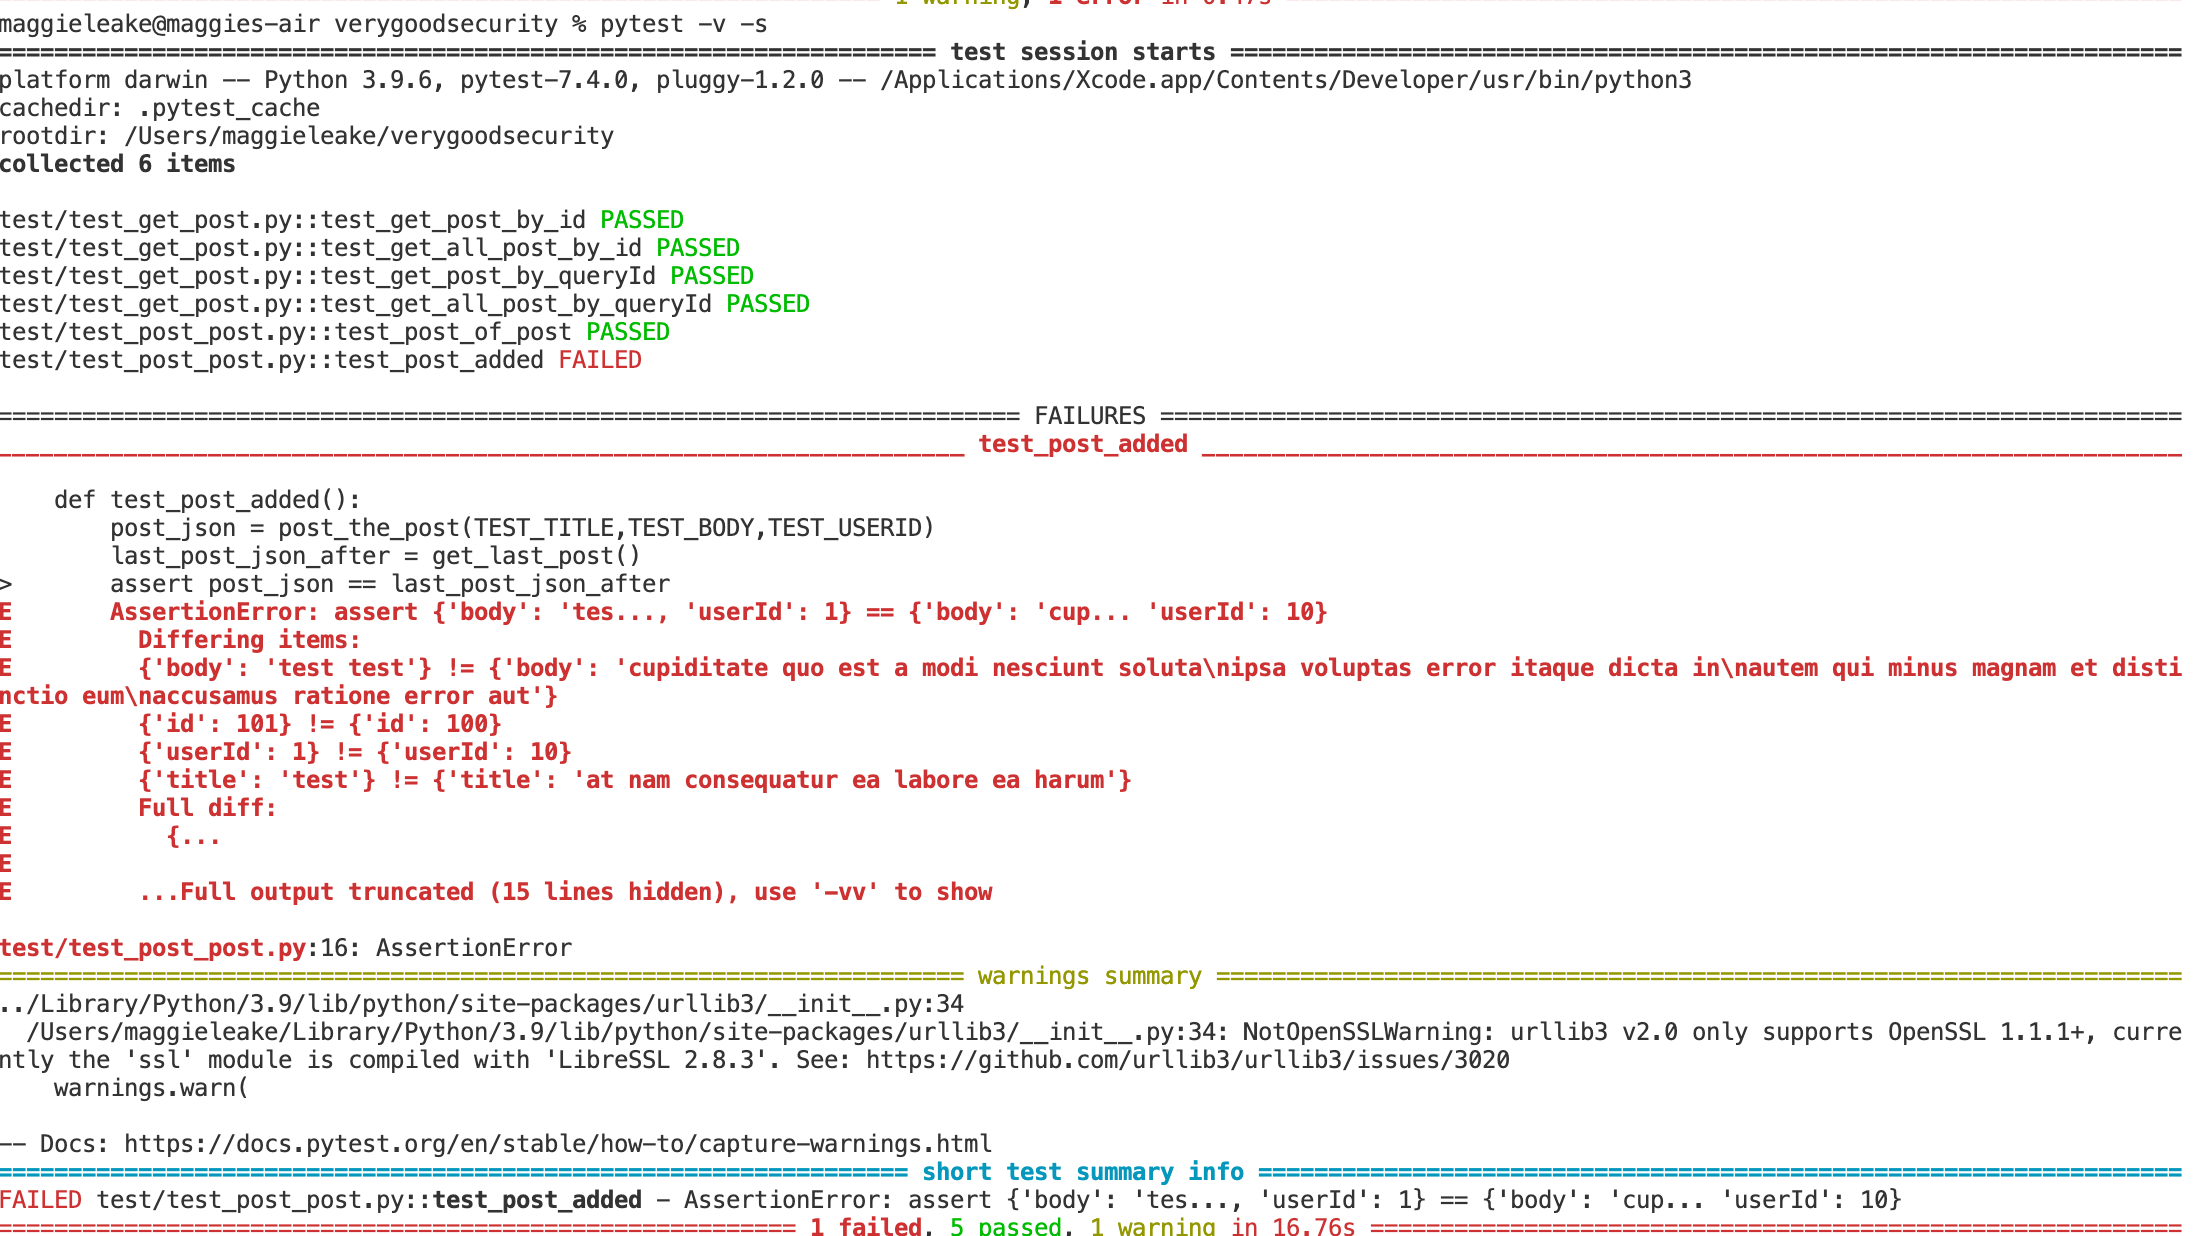 1 warning, 1 error in 0.47s
maggieleake@maggies-air verygoodsecurity % pytest -v -s
=================================================================== test session starts ====================================================================
platform darwin -- Python 3.9.6, pytest-7.4.0, pluggy-1.2.0 -- /Applications/Xcode.app/Contents/Developer/usr/bin/python3
cachedir: .pytest_cache
rootdir: /Users/maggieleake/verygoodsecurity
collected 6 items
test/test_get_post.py::test_get_post_by_id PASSED
test/test_get_post.py::test_get_all_post_by_id PASSED
test/test_get_post.py::test_get_post_by_queryId PASSED
test/test_get_post.py::test_get_all_post_by_queryId PASSED
test/test_post_post.py::test_post_of_post PASSED
test/test_post_post.py::test_post_added FAILED
========================================================================= FAILURES =========================================================================
_____________________________________________________________________ test_post_added ______________________________________________________________________
def test_post_added():
post_json = post_the_post(TEST_TITLE,TEST_BODY,TEST_USERID)
last_post_json_after = get_last_post()
> assert post_json == last_post_json_after
E AssertionError: assert {'body': 'tes..., 'userId': 1} == {'body': 'cup... 'userId': 10}
E Differing items:
E {'body': 'test test'} != {'body': 'cupiditate quo est a modi nesciunt soluta\nipsa voluptas error itaque dicta in\nautem qui minus magnam et disti
nctio eum\naccusamus ratione error aut'}
E {'id': 101} != {'id': 100}
E {'userId': 1} != {'userId': 10}
E {'title': 'test'} != {'title': 'at nam consequatur ea labore ea harum'}
E Full diff:
E {...
E
E ...Full output truncated (15 lines hidden), use '-vv' to show
test/test_post_post.py:16: AssertionError
===================================================================== warnings summary =====================================================================
../Library/Python/3.9/lib/python/site-packages/urllib3/__init__.py:34
/Users/maggieleake/Library/Python/3.9/lib/python/site-packages/urllib3/__init__.py:34: NotOpenSSLWarning: urllib3 v2.0 only supports OpenSSL 1.1.1+, curre
ntly the 'ssl' module is compiled with 'LibreSSL 2.8.3'. See: https://github.com/urllib3/urllib3/issues/3020
warnings.warn(
-- Docs: https://docs.pytest.org/en/stable/how-to/capture-warnings.html
================================================================= short test summary info ==================================================================
FAILED test/test_post_post.py::test_post_added - AssertionError: assert {'body': 'tes..., 'userId': 1} == {'body': 'cup... 'userId': 10}
========================================================= 1 failed, 5 passed, 1 warning in 16.76s ==========================================================